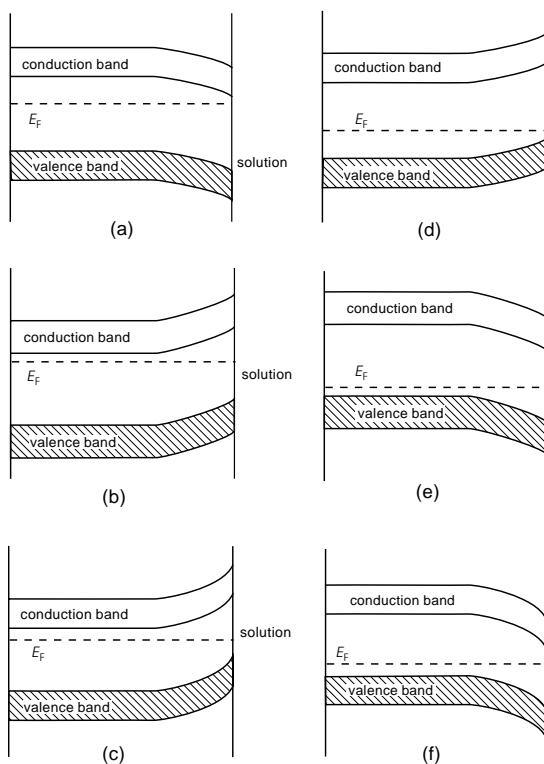 conduction band
E_F
valence band
solution
(a)
conduction band
E_F
valence band
solution
(b)
conduction band
E_F
valence band
solution
(c)
conduction band
E_F
valence band
(d)
conduction band
E_F
valence band
(e)
conduction band
E_F
valence band
(f)